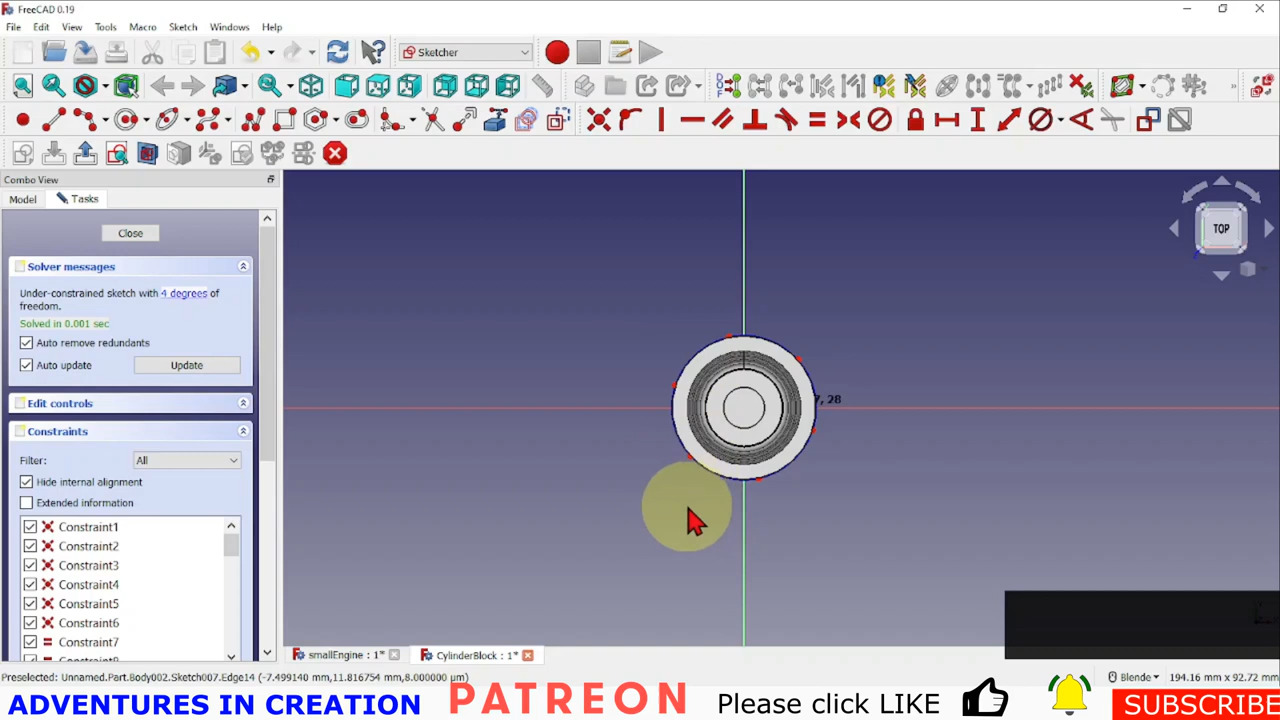 FreeCAD 0.19
File Edit View Tools Macro Sketch Windows Help
Sketcher
Combo View
Model Tasks
Close
Solver messages
Under-constrained sketch with 4 degrees of
freedom.
Solved in 0.001 sec
Auto remove redundants
Auto update Update
Edit controls
Constraints
Filter: All
Hide internal alignment
Extended information
Constraint1
Constraint2
Constraint3
Constraint4
Constraint5
Constraint6
Constraint7
TOP
7, 28
smallEngine : 1* CylinderBlock : 1*
Preselected: Unnamed.Part.Body002.Sketch007.Edge14 (-7.499140 mm,11.816754 mm,8.000000 µm) Blende 194.16 mm x 92.72 mm
ADVENTURES IN CREATION PATREON Please click LIKE SUBSCRIBE